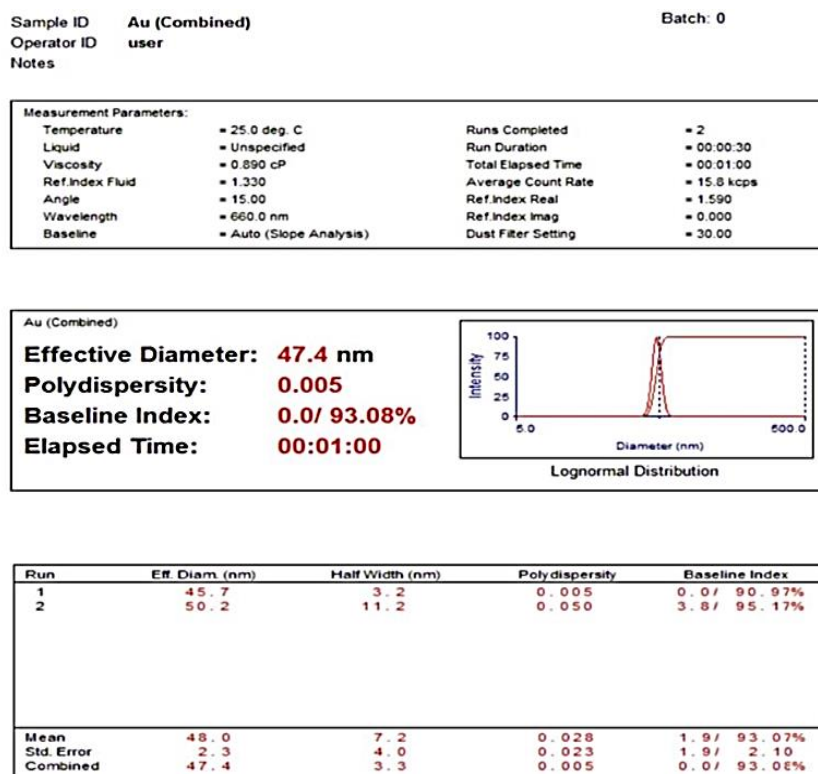 Sample ID Au (Combined) Batch: 0
Operator ID user
Notes
Measurement Parameters:
Temperature = 25.0 deg. C Runs Completed = 2
Liquid = Unspecified Run Duration = 00:00:30
Viscosity = 0.890 cP Total Elapsed Time = 00:01:00
Ref.Index Fluid = 1.330 Average Count Rate = 15.8 kcps
Angle = 15.00 Ref.Index Real = 1.590
Wavelength = 660.0 nm Ref.Index Imag = 0.000
Baseline = Auto (Slope Analysis) Dust Filter Setting = 30.00
Au (Combined)
Effective Diameter: 47.4 nm
Polydispersity: 0.005
Baseline Index: 0.0/ 93.08%
Elapsed Time: 00:01:00
Intensity
100
75
50
25
0
5.0 500.0
Diameter (nm)
Lognormal Distribution
Run Eff. Diam. (nm) Half Width (nm) Polydispersity Baseline Index
1 45.7 3.2 0.005 0.0/ 90.97%
2 50.2 11.2 0.050 3.8/ 95.17%
Mean 48.0 7.2 0.028 1.9/ 93.07%
Std. Error 2.3 4.0 0.023 1.9/ 2.10
Combined 47.4 3.3 0.005 0.0/ 93.08%